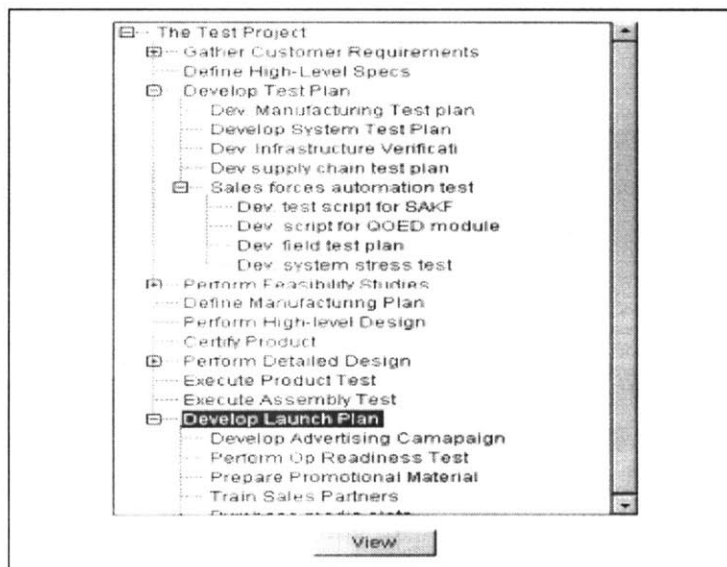 The Test Project
Gather Customer Requirements
Define High-Level Specs
Develop Test Plan
Dev. Manufacturing Test plan
Develop System Test Plan
Dev. Infrastructure Verificati
Dev supply chain test plan
Sales forces automation test
Dev. test script for SAKF
Dev. script for QOED module
Dev. field test plan
Dev. system stress test
Perform Feasibility Studies
Define Manufacturing Plan
Perform High-level Design
Certify Product
Perform Detailed Design
Execute Product Test
Execute Assembly Test
Develop Launch Plan
Develop Advertising Camapaign
Perform Op Readiness Test
Prepare Promotional Material
Train Sales Partners
View